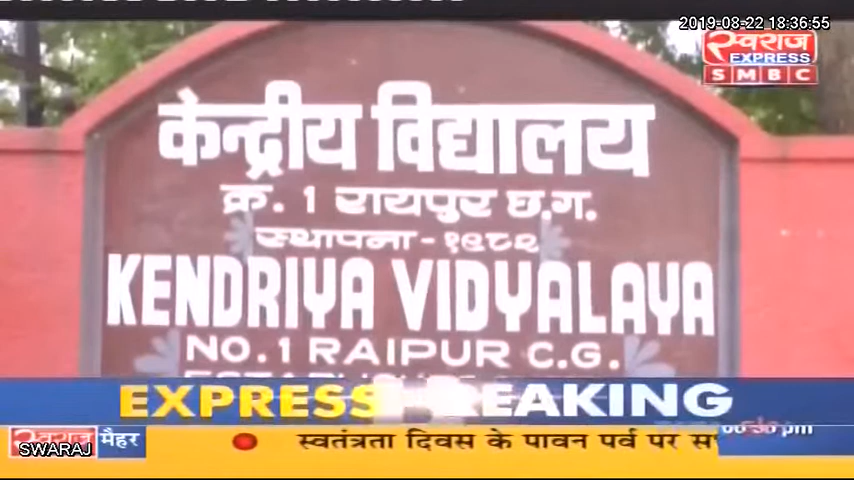 2019-08-22 18:36:55
स्वराज
EXPRESS
SMBC
केन्द्रीय विद्यालय
क्र. 1 रायपुर छ.ग.
स्थापना - १९८२
KENDRIYA VIDYALAYA
NO. 1 RAIPUR C.G.
EXPRESS BREAKING
स्वराज
SWARAJ
मैहर
स्वतंत्रता दिवस के पावन पर्व पर